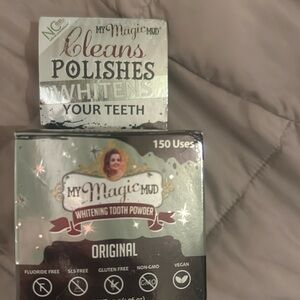 MY Magic MUD
Cleans
POLISHES
WHITENS
YOUR TEETH
150 Uses
MY Magic MUD
WHITENING TOOTH POWDER
ORIGINAL
FLUORIDE FREE SLS FREE GLUTEN FREE NON-GMO VEGAN